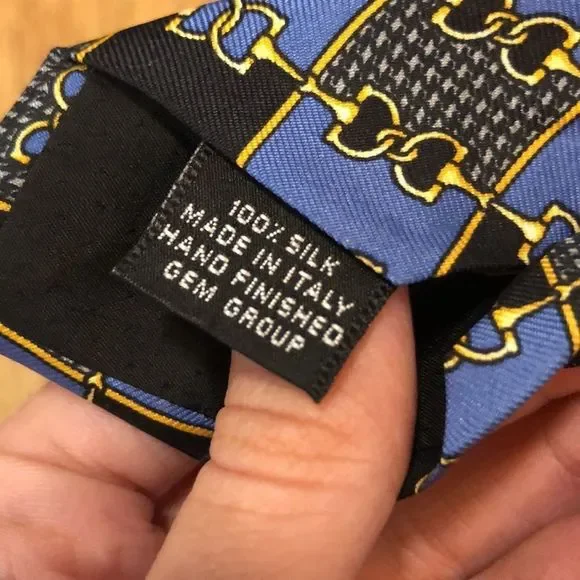 100% SILK
MADE IN ITALY
HAND FINISHED
GEM GROUP